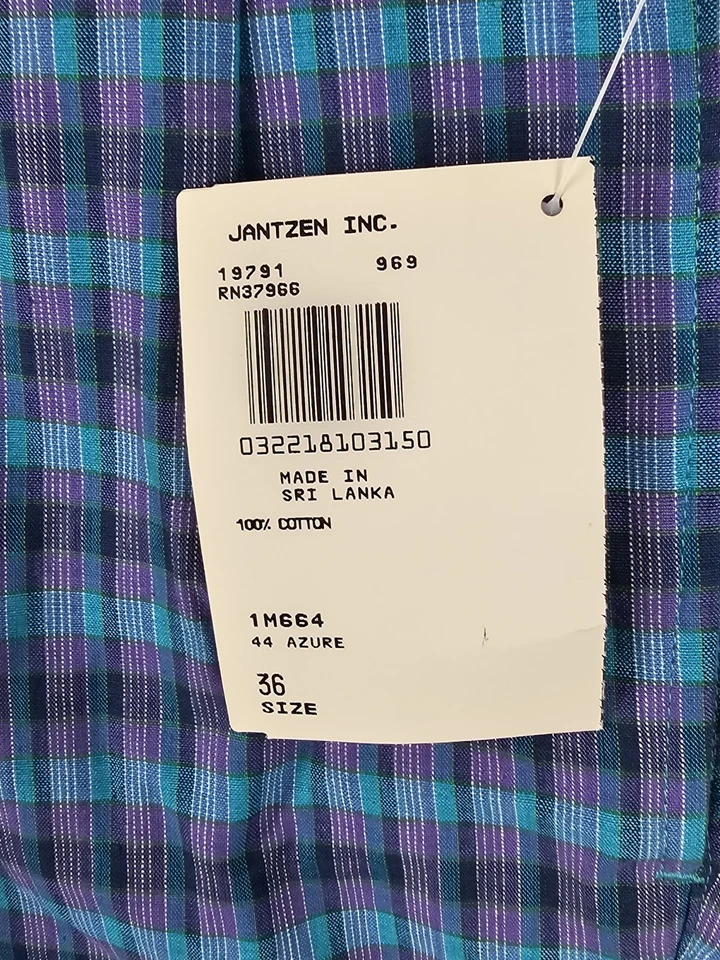 JANTZEN INC.
19791 969
RN37966
032218103150
MADE IN
SRI LANKA
100% COTTON
1M664
44 AZURE
36
SIZE